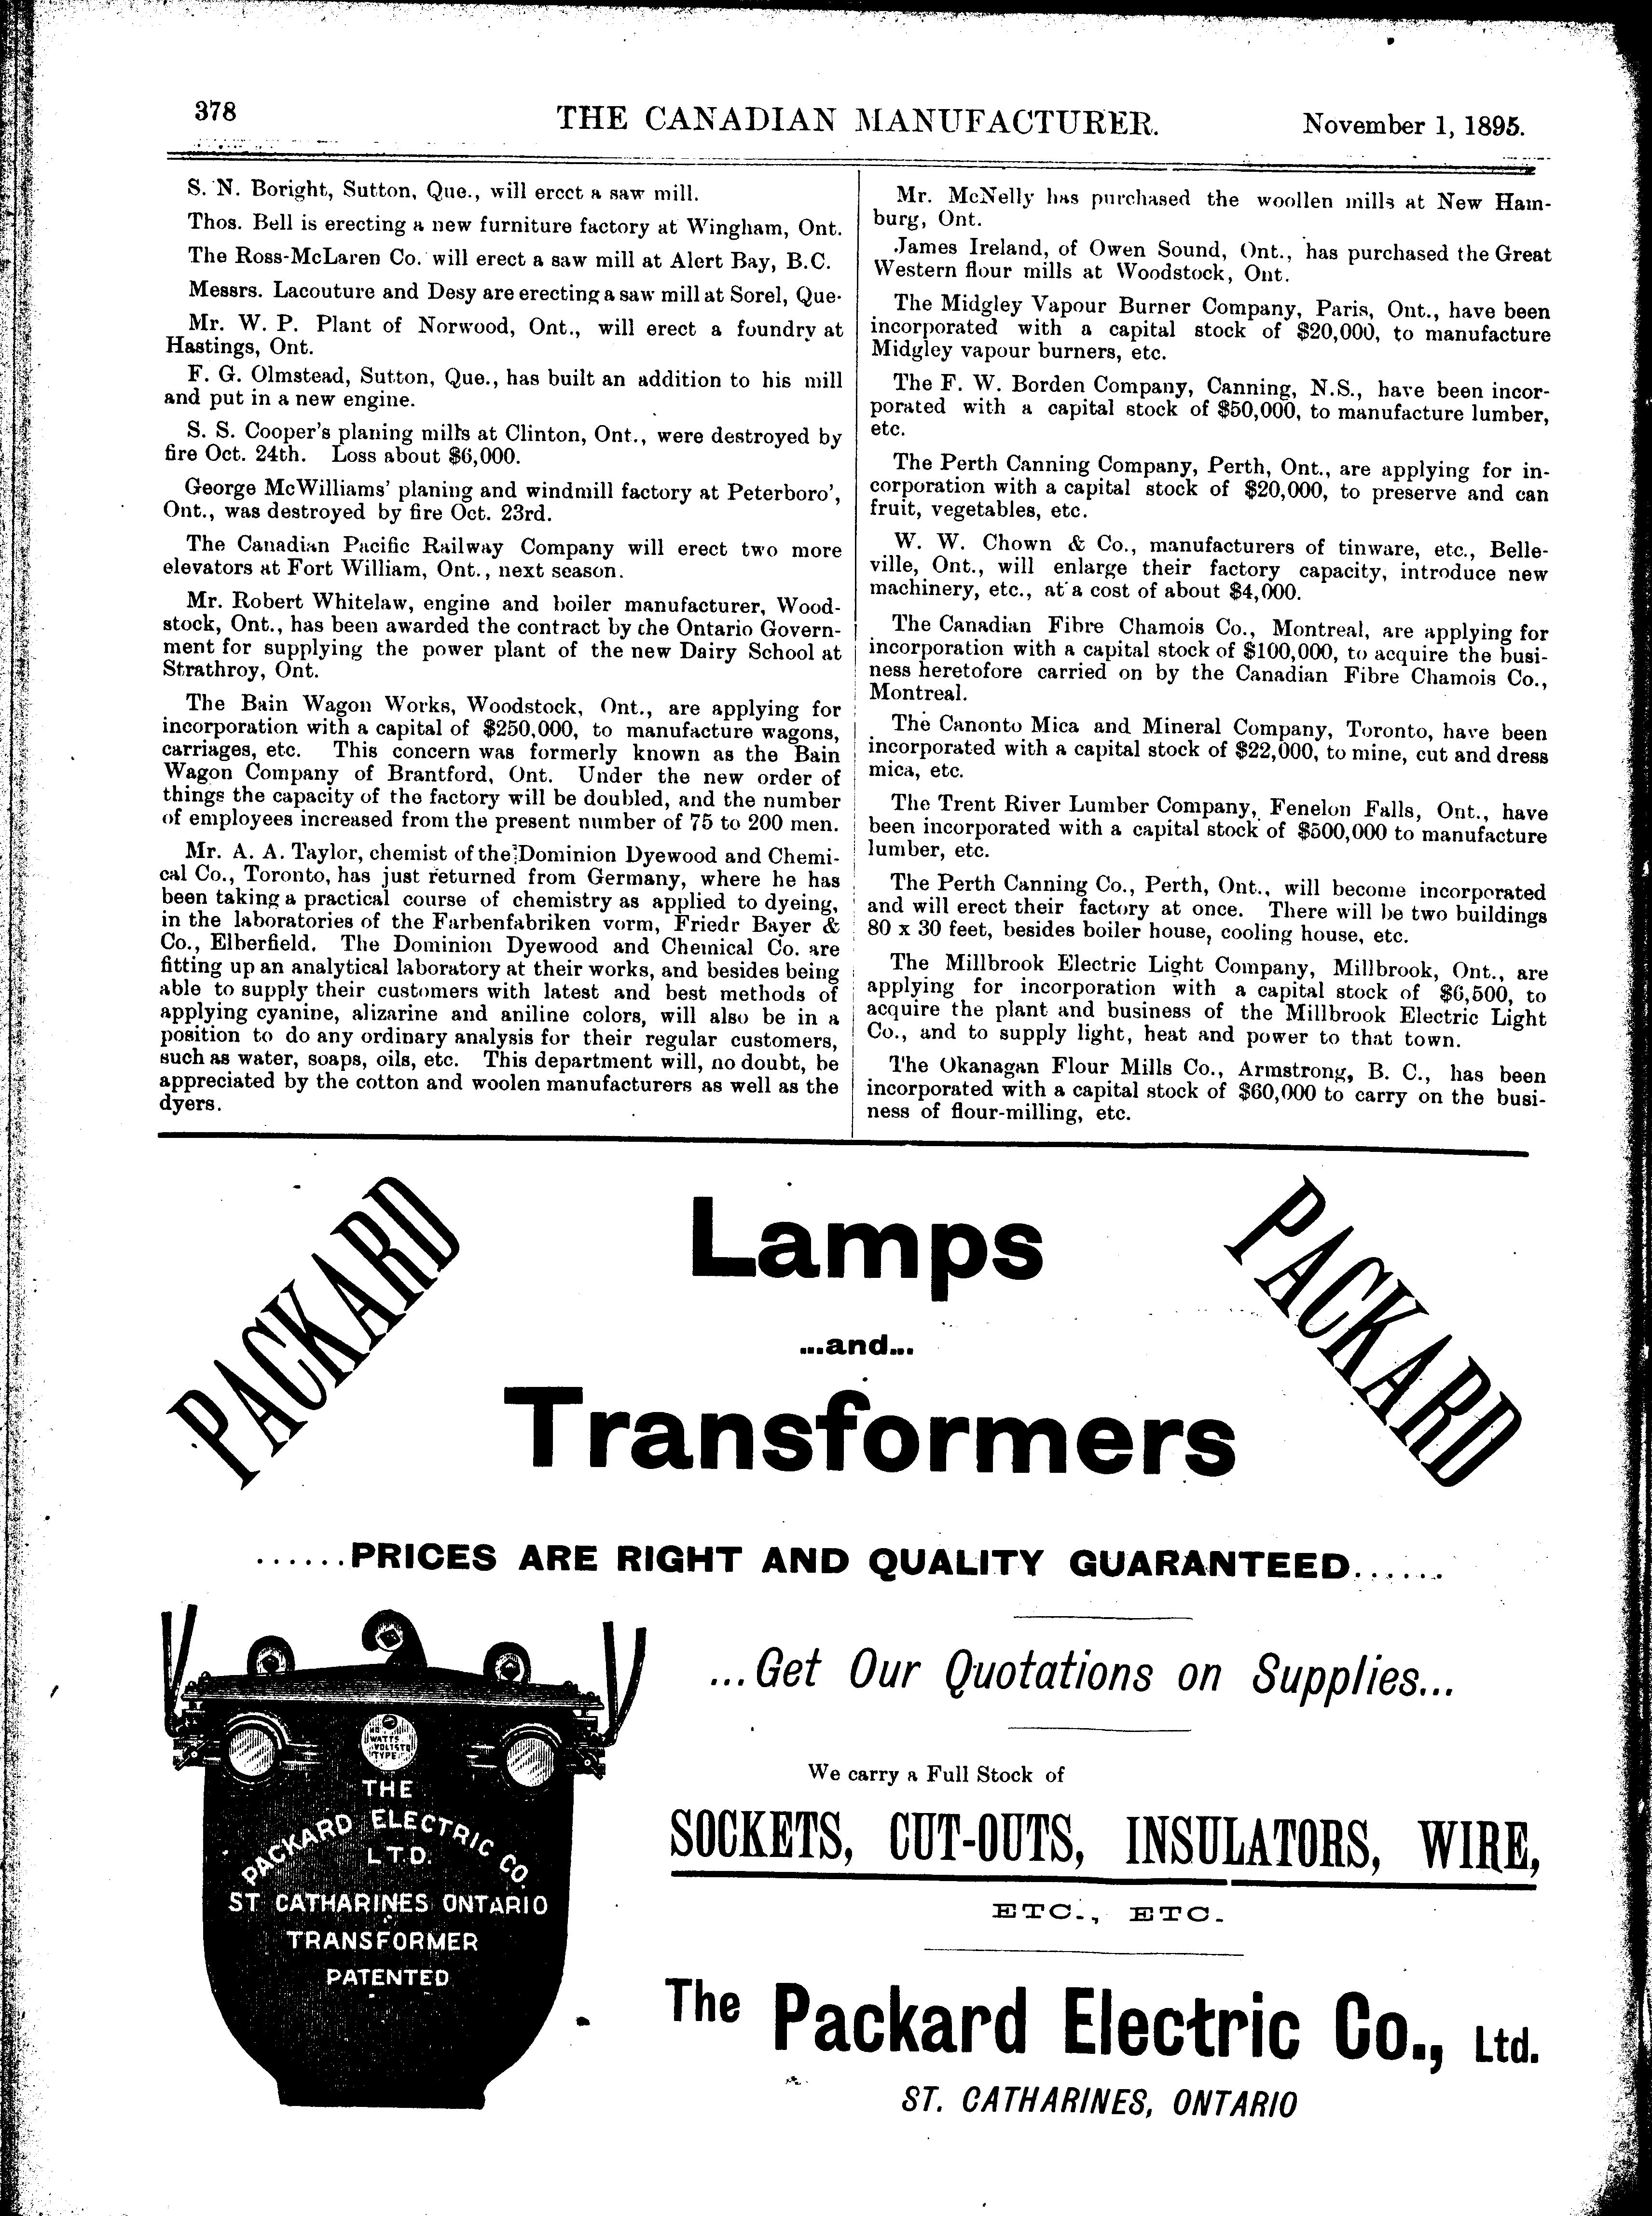 378
THE CANADIAN MANUFACTURER.
November 1, 1895.
S. N. Boright, Sutton, Que., will erect a saw mill.
Thos. Bell is erecting a new furniture factory at Wingham, Ont.
The Ross-McLaren Co. will erect a saw mill at Alert Bay, B.C.
Messrs. Lacouture and Desy are erecting a saw mill at Sorel, Que.
Mr. W. P. Plant of Norwood, Ont., will erect a foundry at
Hastings, Ont.
F. G. Olmstead, Sutton, Que., has built an addition to his mill
and put in a new engine.
S. S. Cooper's planing mills at Clinton, Ont., were destroyed by
fire Oct. 24th. Loss about $6,000.
George McWilliams' planing and windmill factory at Peterboro',
Ont., was destroyed by fire Oct. 23rd.
The Canadian Pacific Railway Company will erect two more
elevators at Fort William, Ont., next season.
Mr. Robert Whitelaw, engine and boiler manufacturer, Wood-
stock, Ont., has been awarded the contract by the Ontario Govern-
ment for supplying the power plant of the new Dairy School at
Strathroy, Ont.
The Bain Wagon Works, Woodstock, Ont., are applying for
incorporation with a capital of $250,000, to manufacture wagons,
carriages, etc. This concern was formerly known as the Bain
Wagon Company of Brantford, Ont. Under the new order of
things the capacity of the factory will be doubled, and the number
of employees increased from the present number of 75 to 200 men.
Mr. A. A. Taylor, chemist of the Dominion Dyewood and Chemi-
cal Co., Toronto, has just returned from Germany, where he has
been taking a practical course of chemistry as applied to dyeing,
in the laboratories of the Farbenfabriken vorm, Friedr Bayer &
Co., Elberfield. The Dominion Dyewood and Chemical Co. are
fitting up an analytical laboratory at their works, and besides being
able to supply their customers with latest and best methods of
applying cyanine, alizarine and aniline colors, will also be in a
position to do any ordinary analysis for their regular customers,
such as water, soaps, oils, etc. This department will, no doubt, be
appreciated by the cotton and woolen manufacturers as well as the
dyers.
Mr. McNelly has purchased the woollen mills at New Ham-
burg, Ont.
James Ireland, of Owen Sound, Ont., has purchased the Great
Western flour mills at Woodstock, Ont.
The Midgley Vapour Burner Company, Paris, Ont., have been
incorporated with a capital stock of $20,000, to manufacture
Midgley vapour burners, etc.
The F. W. Borden Company, Canning, N.S., have been incor-
porated with a capital stock of $50,000, to manufacture lumber,
etc.
The Perth Canning Company, Perth, Ont., are applying for in-
corporation with a capital stock of $20,000, to preserve and can
fruit, vegetables, etc.
W. W. Chown & Co., manufacturers of tinware, etc., Belle-
ville, Ont., will enlarge their factory capacity, introduce new
machinery, etc., at a cost of about $4,000.
The Canadian Fibre Chamois Co., Montreal, are applying for
incorporation with a capital stock of $100,000, to acquire the busi-
ness heretofore carried on by the Canadian Fibre Chamois Co.,
Montreal.
The Canonto Mica and Mineral Company, Toronto, have been
incorporated with a capital stock of $22,000, to mine, cut and dress
mica, etc.
The Trent River Lumber Company, Fenelon Falls, Ont., have
been incorporated with a capital stock of $500,000 to manufacture
lumber, etc.
The Perth Canning Co., Perth, Ont., will become incorporated
and will erect their factory at once. There will be two buildings
80 x 30 feet, besides boiler house, cooling house, etc.
The Millbrook Electric Light Company, Millbrook, Ont., are
applying for incorporation with a capital stock of $6,500, to
acquire the plant and business of the Millbrook Electric Light
Co., and to supply light, heat and power to that town.
The Okanagan Flour Mills Co., Armstrong, B. C., has been
incorporated with a capital stock of $60,000 to carry on the busi-
ness of flour-milling, etc.
PACKARD
Lamps
...and...
Transformers
PACKARD
......PRICES ARE RIGHT AND QUALITY GUARANTEED......
...Get Our Quotations on Supplies...
We carry a Full Stock of
SOCKETS, CUT-OUTS, INSULATORS, WIRE,
ETC., ETC.
The Packard Electric Co., Ltd.
ST. CATHARINES, ONTARIO
NO
WATTS
VOLTS TO
TYPE
THE
PACKARD ELECTRIC CO.
LTD.
ST CATHARINES ONTARIO
TRANSFORMER
PATENTED